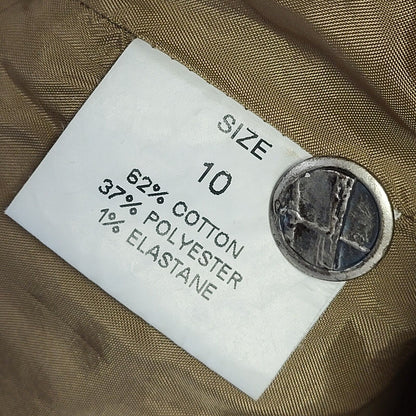 SIZE
10
62% COTTON
37% POLYESTER
1% ELASTANE